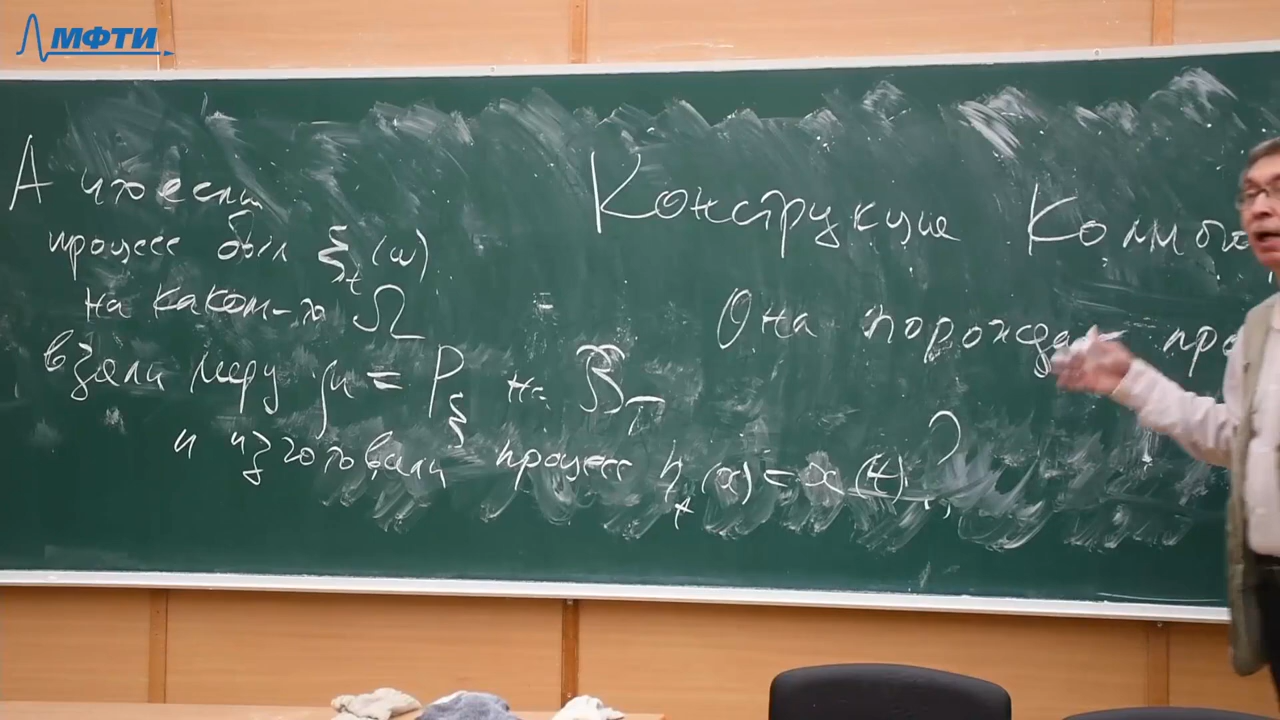 МФТИ
А что если
процесс был ξ_t(ω)
на каком-то Ω
взяли меру μ = P_ξ на 𝔅_T
и изготовили процесс η_t(x) = x(t)?
Конструкция Колмого
Она порождает про